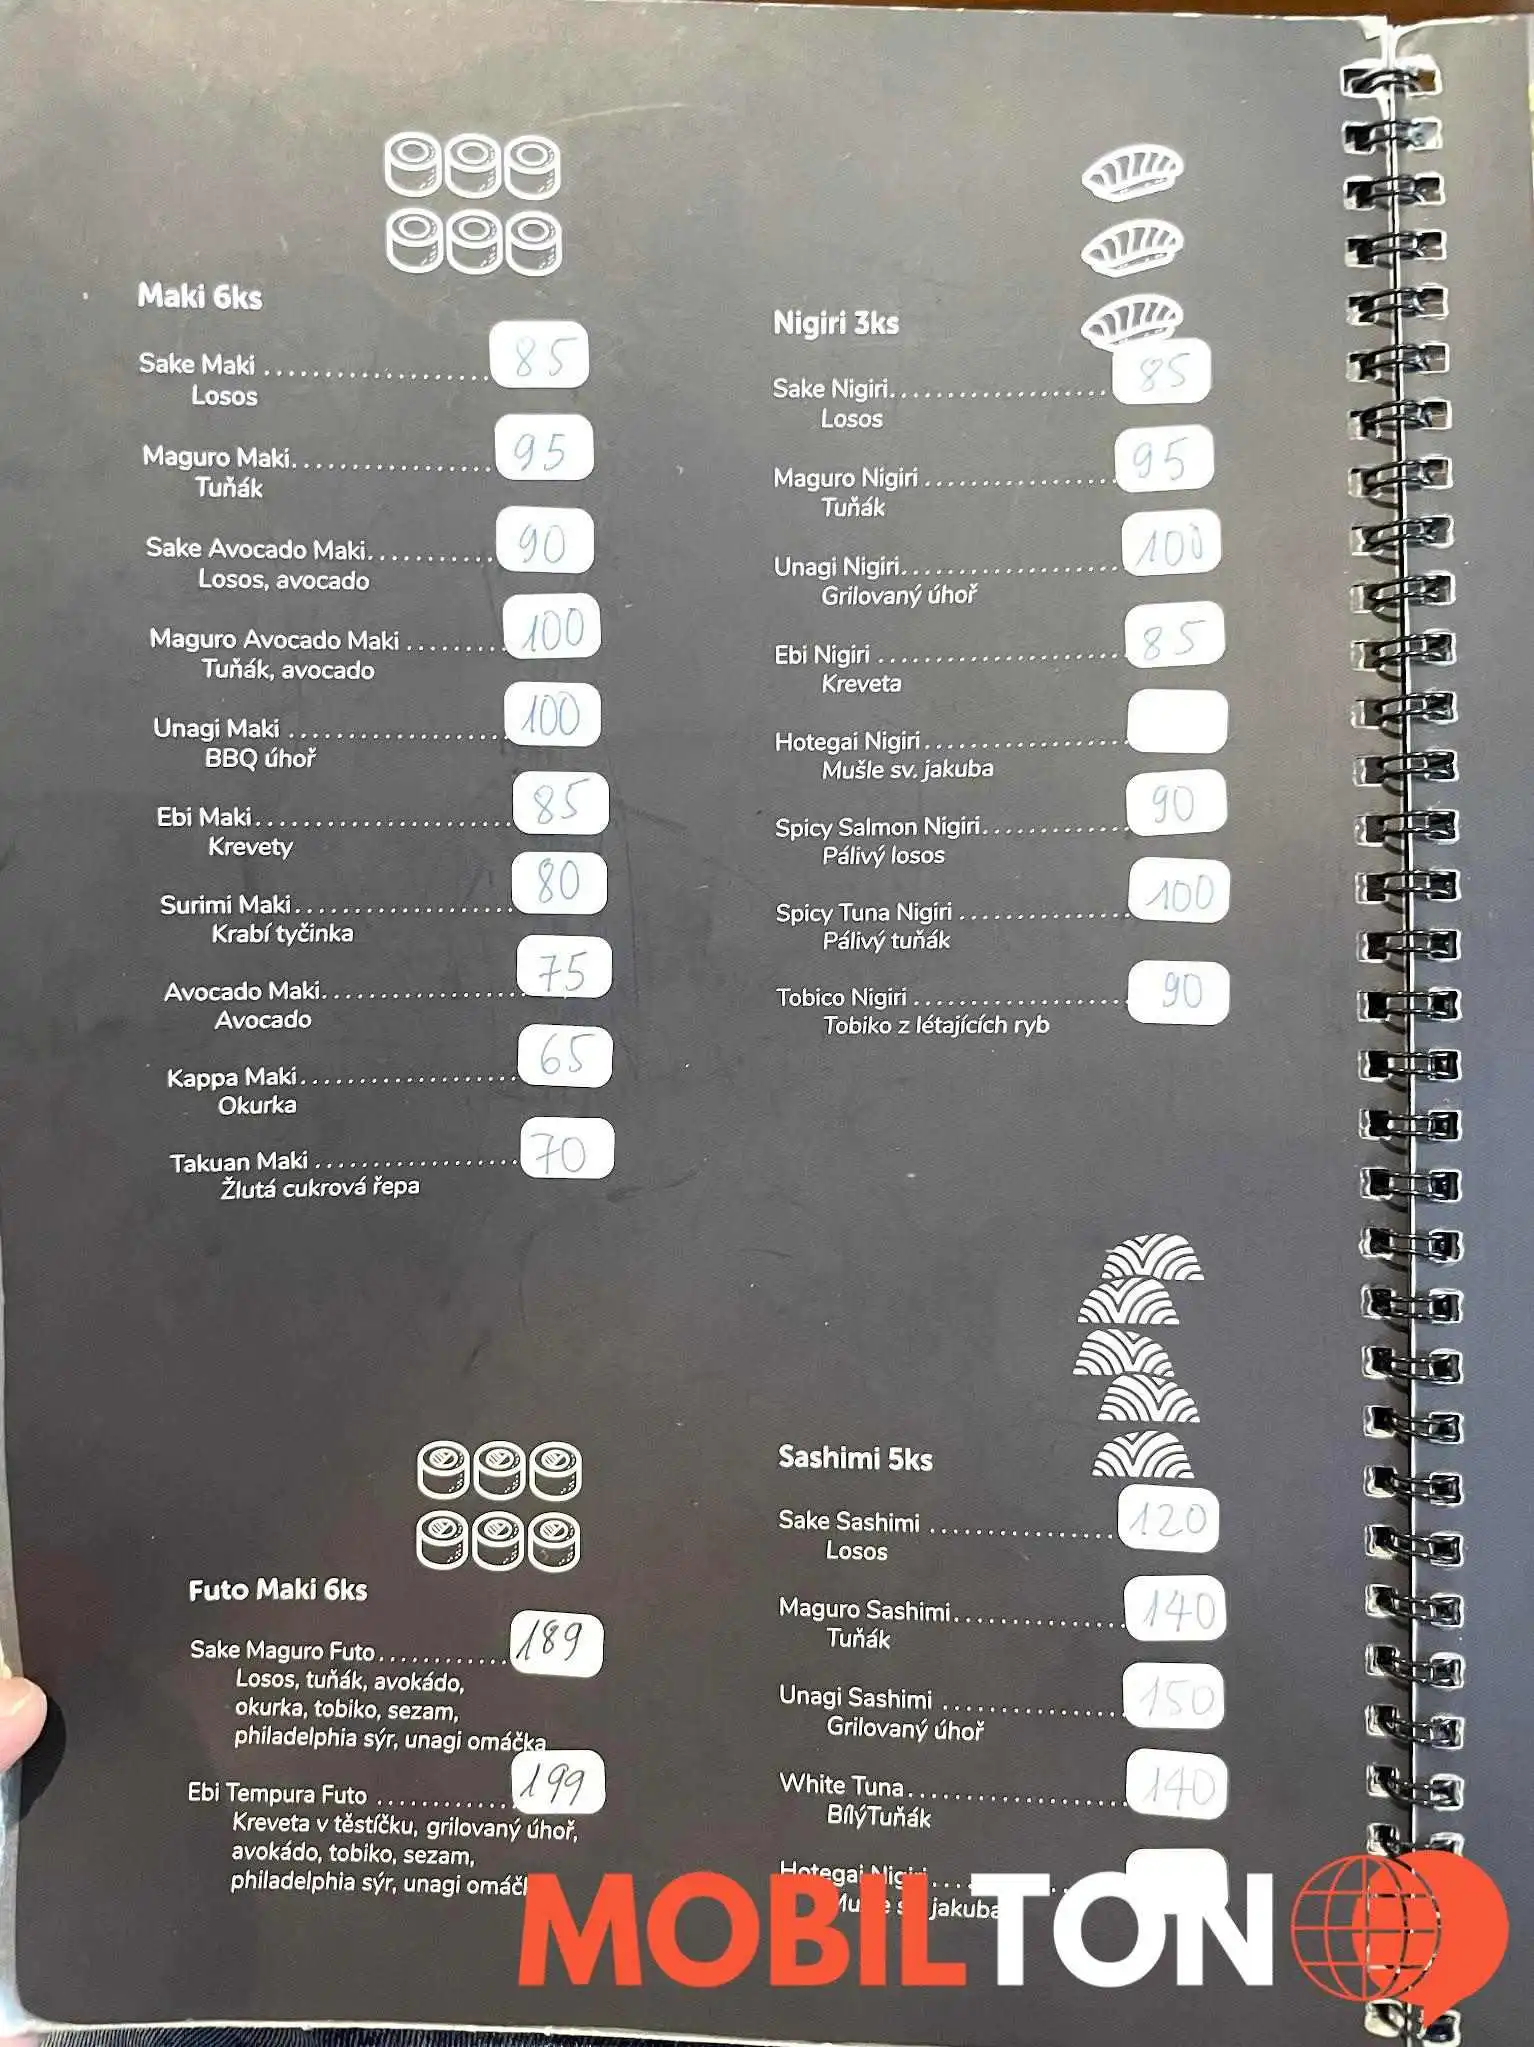 Maki 6ks
Sake Maki .................... 85
Losos
Maguro Maki.................... 95
Tuňák
Sake Avocado Maki............ 90
Losos, avocado
Maguro Avocado Maki ........ 100
Tuňák, avocado
Unagi Maki .................... 100
BBQ úhoř
Ebi Maki........................ 85
Krevety
Surimi Maki.................... 80
Krabí tyčinka
Avocado Maki.................. 75
Avocado
Kappa Maki.................... 65
Okurka
Takuan Maki .................. 70
Žlutá cukrová řepa
Futo Maki 6ks
Sake Maguro Futo............ 189
Losos, tuňák, avokádo,
okurka, tobiko, sezam,
philadelphia sýr, unagi omáčka
Ebi Tempura Futo ............ 199
Kreveta v těstíčku, grilovaný úhoř,
avokádo, tobiko, sezam,
philadelphia sýr, unagi
Nigiri 3ks
Sake Nigiri.................... 85
Losos
Maguro Nigiri .................. 95
Tuňák
Unagi Nigiri.................... 100
Grilovaný úhoř
Ebi Nigiri ...................... 85
Kreveta
Hotegai Nigiri..................
Mušle sv. jakuba
Spicy Salmon Nigiri............ 90
Pálivý losos
Spicy Tuna Nigiri .............. 100
Pálivý tuňák
Tobico Nigiri .................... 90
Tobiko z létajících ryb
Sashimi 5ks
Sake Sashimi .................. 120
Losos
Maguro Sashimi................ 140
Tuňák
Unagi Sashimi .................. 150
Grilovaný úhoř
White Tuna...................... 140
BílýTuňák
Hotegai Nigiri
jakuba
MOBILTON